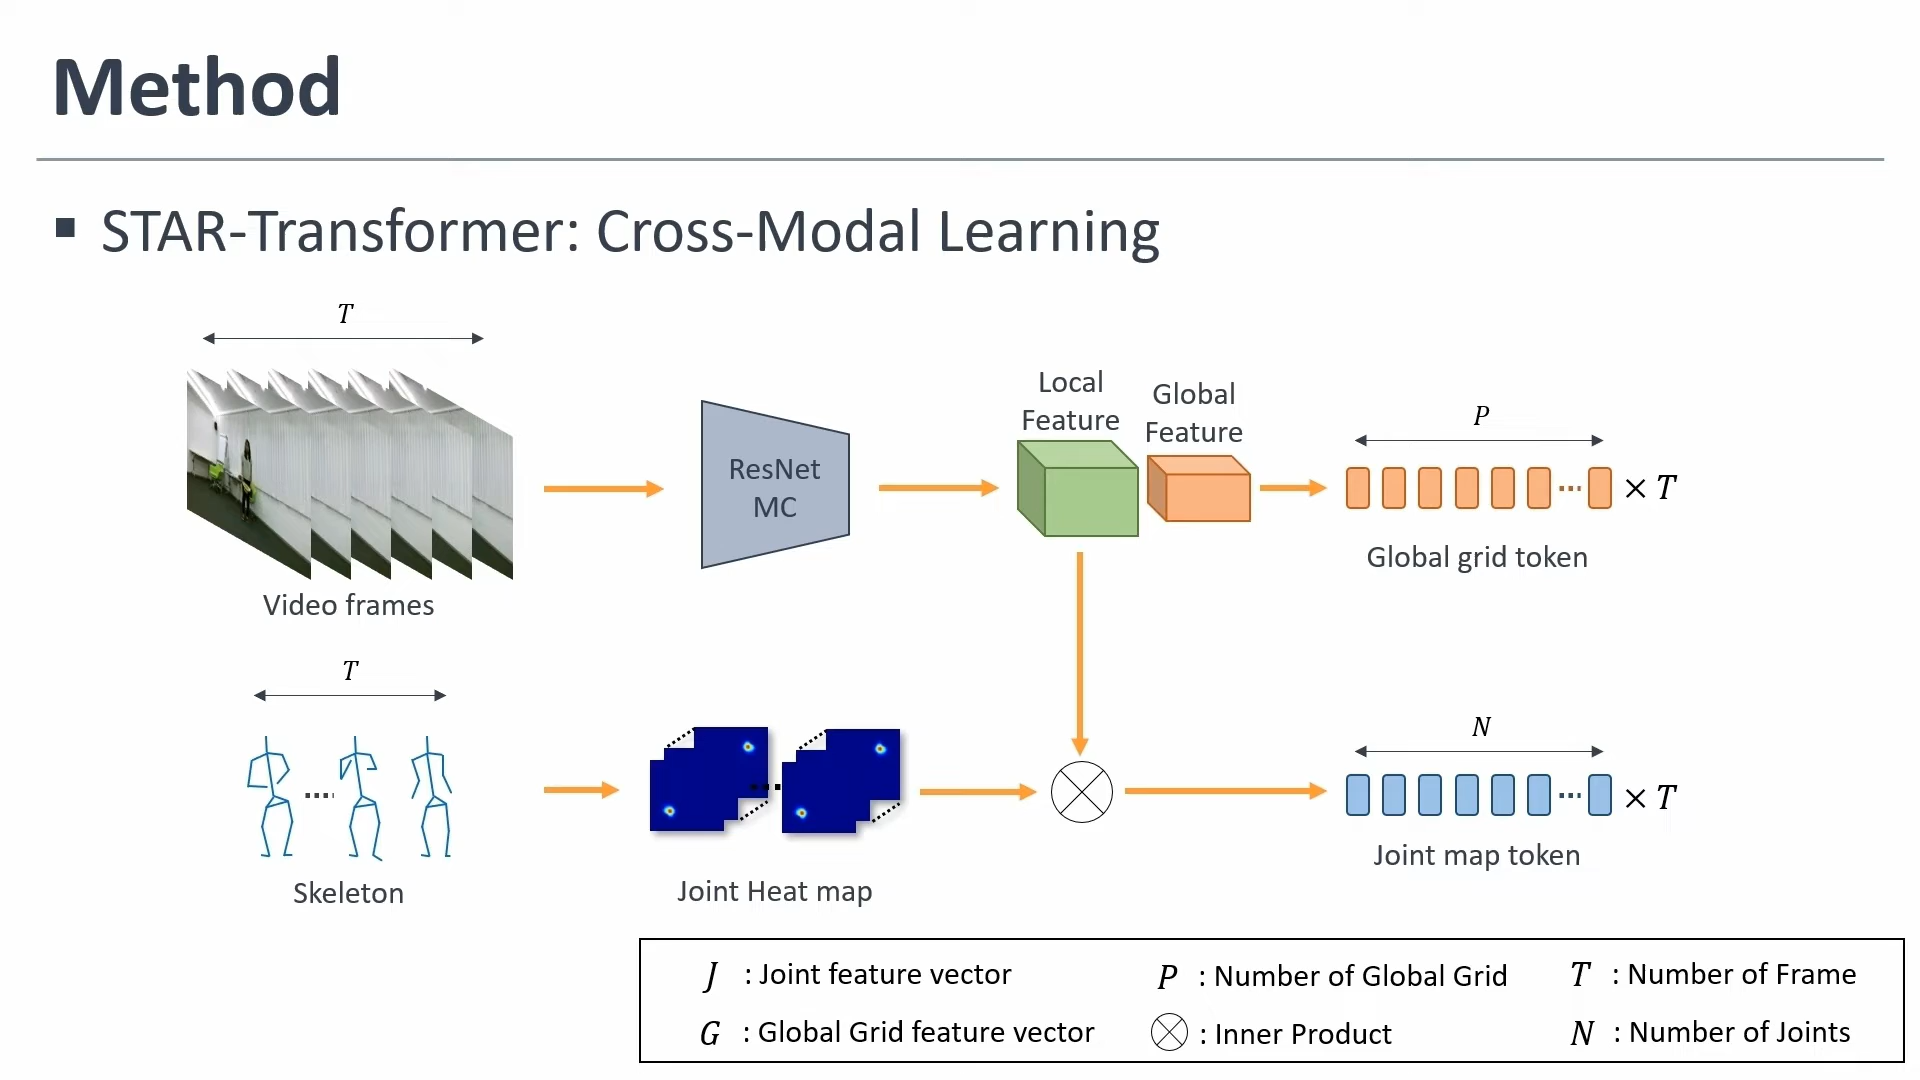 Method
▪ STAR-Transformer: Cross-Modal Learning
T
Video frames
ResNet
MC
Local
Feature
Global
Feature
P
··· × T
Global grid token
T
Skeleton
Joint Heat map
N
··· × T
Joint map token
J : Joint feature vector
P : Number of Global Grid
T : Number of Frame
G : Global Grid feature vector
⊗ : Inner Product
N : Number of Joints